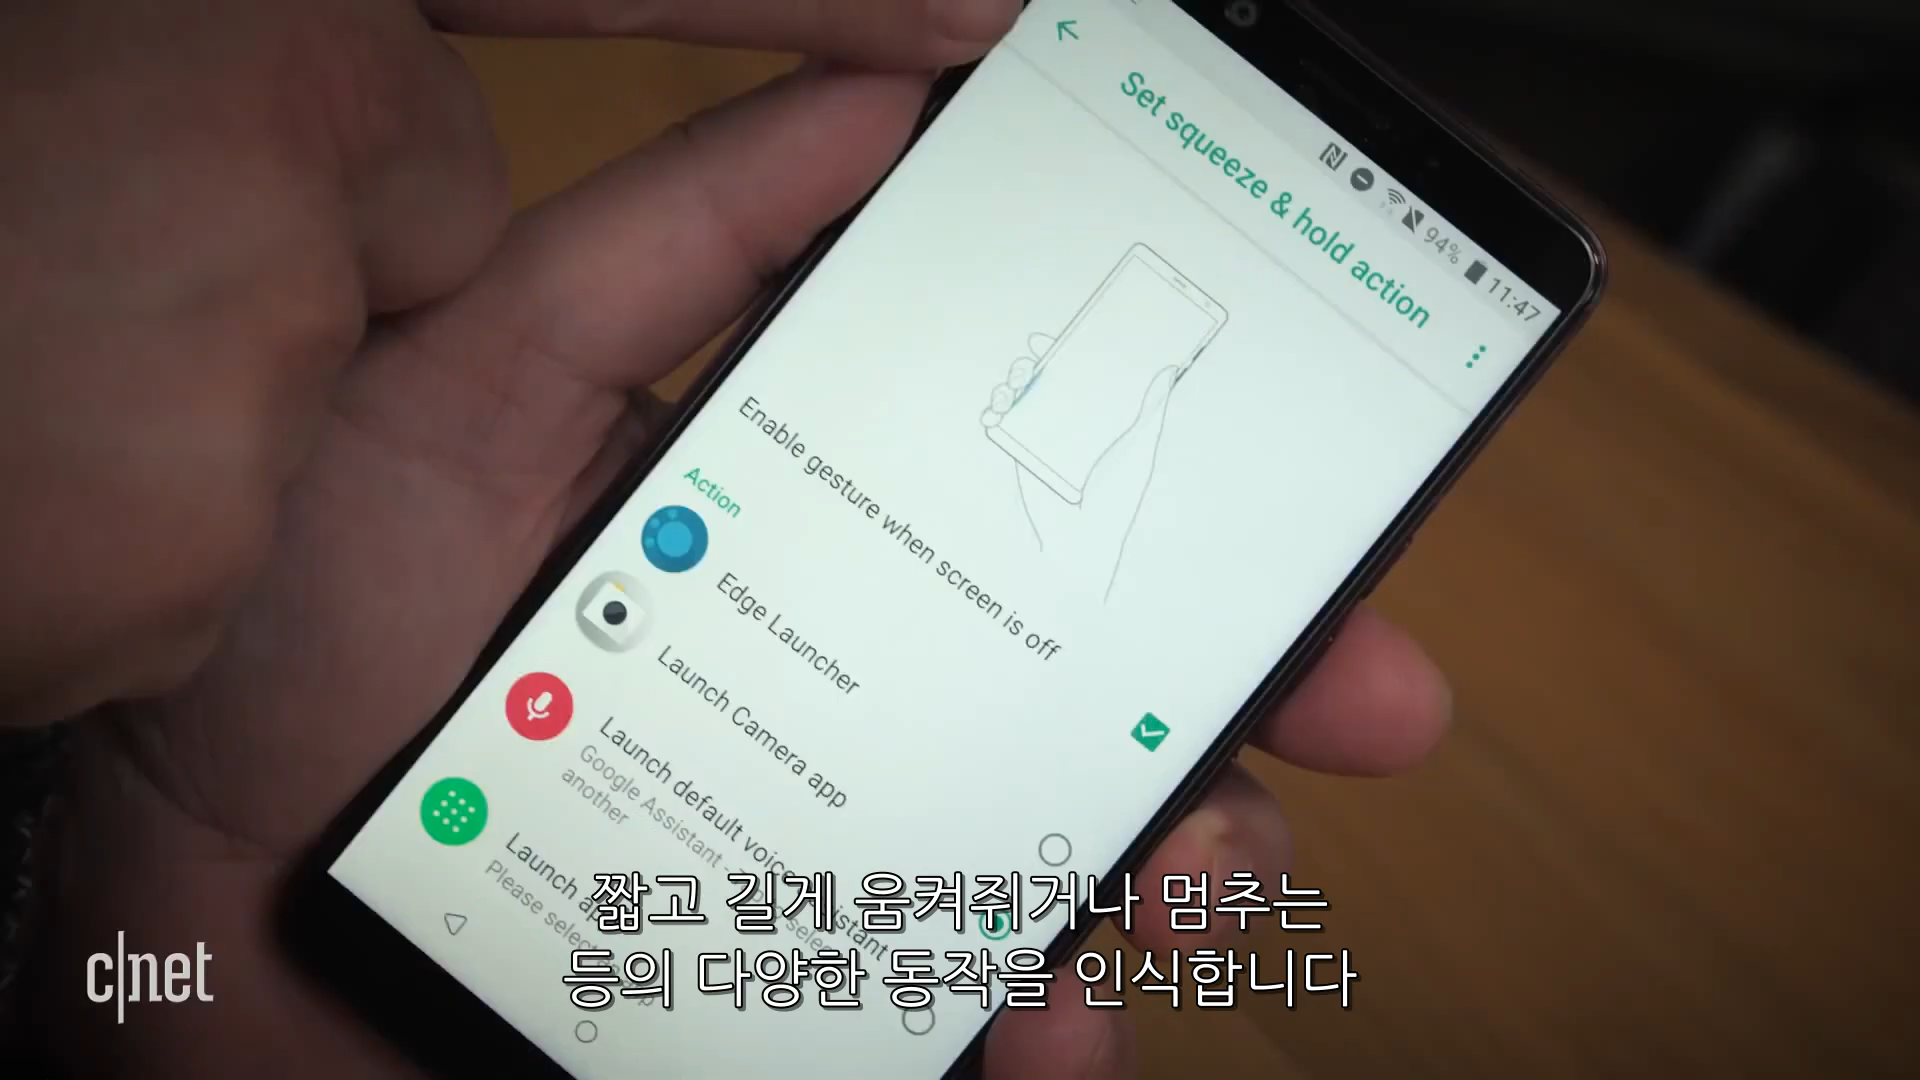 94% 11:47
Set squeeze & hold action
Enable gesture when screen is off
Action
Edge Launcher
Launch Camera app
Launch default voice assistant
Google Assistant -
another
Launch
Please select
짧고 길게 움켜쥐거나 멈추는
등의 다양한 동작을 인식합니다
c|net